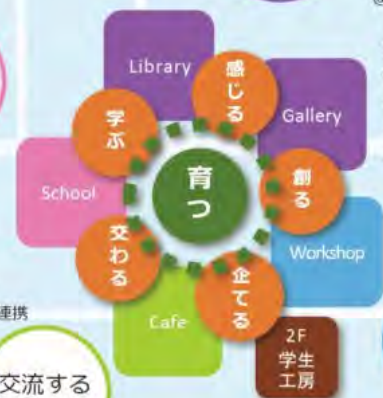 Library
感じる
学ぶ
Gallery
育つ
School
創る
交わる
Workshop
企てる
Cafe
連携
2F
学生
工房
交流する